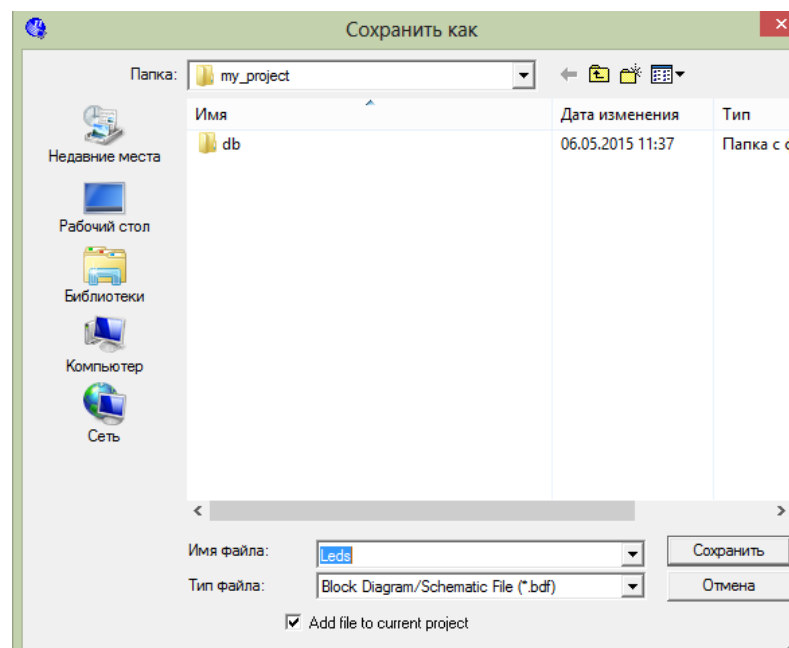 Сохранить как
Папка: my_project
Имя Дата изменения Тип
db 06.05.2015 11:37 Папка с
Недавние места
Рабочий стол
Библиотеки
Компьютер
Сеть
Имя файла: Leds Сохранить
Тип файла: Block Diagram/Schematic File (*.bdf) Отмена
Add file to current project